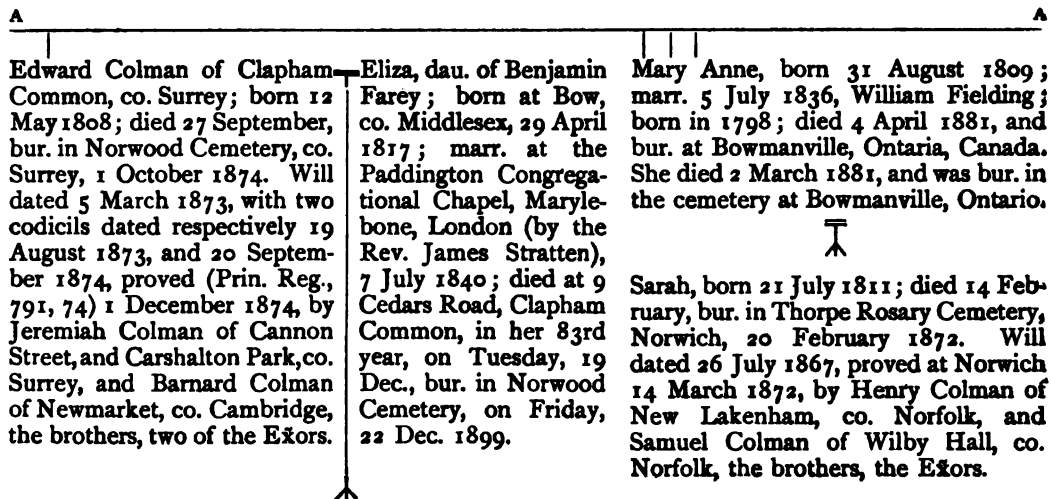 A A
Edward Colman of Clapham
Common, co. Surrey; born 12
May 1808; died 27 September,
bur. in Norwood Cemetery, co.
Surrey, 1 October 1874. Will
dated 5 March 1873, with two
codicils dated respectively 19
August 1873, and 20 Septem-
ber 1874, proved (Prin. Reg.,
791, 74) 1 December 1874, by
Jeremiah Colman of Cannon
Street, and Carshalton Park, co.
Surrey, and Barnard Colman
of Newmarket, co. Cambridge,
the brothers, two of the Ex̃ors.
Eliza, dau. of Benjamin
Farey; born at Bow,
co. Middlesex, 29 April
1817; marr. at the
Paddington Congrega-
tional Chapel, Maryle-
bone, London (by the
Rev. James Stratten),
7 July 1840; died at 9
Cedars Road, Clapham
Common, in her 83rd
year, on Tuesday, 19
Dec., bur. in Norwood
Cemetery, on Friday,
22 Dec. 1899.
Mary Anne, born 31 August 1809;
marr. 5 July 1836, William Fielding;
born in 1798; died 4 April 1881, and
bur. at Bowmanville, Ontaria, Canada.
She died 2 March 1881, and was bur. in
the cemetery at Bowmanville, Ontario.
Sarah, born 21 July 1811; died 14 Feb-
ruary, bur. in Thorpe Rosary Cemetery,
Norwich, 20 February 1872. Will
dated 26 July 1867, proved at Norwich
14 March 1872, by Henry Colman of
New Lakenham, co. Norfolk, and
Samuel Colman of Wilby Hall, co.
Norfolk, the brothers, the Ex̃ors.